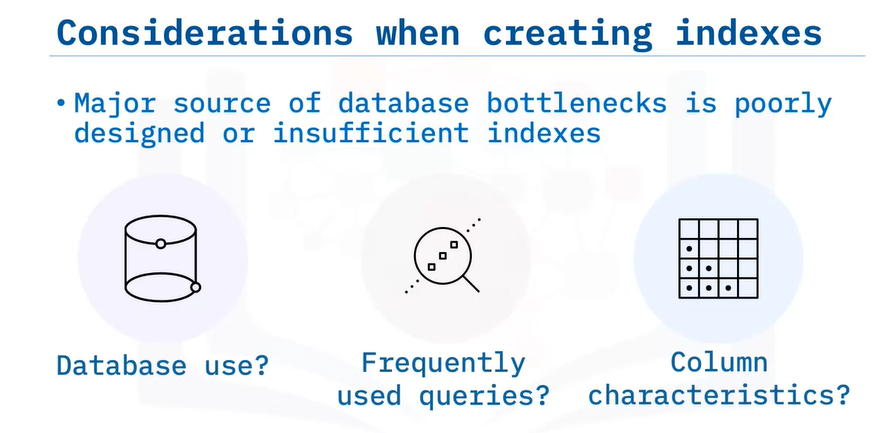 Considerations when creating indexes
• Major source of database bottlenecks is poorly
designed or insufficient indexes
Database use?
Frequently
used queries?
Column
characteristics?